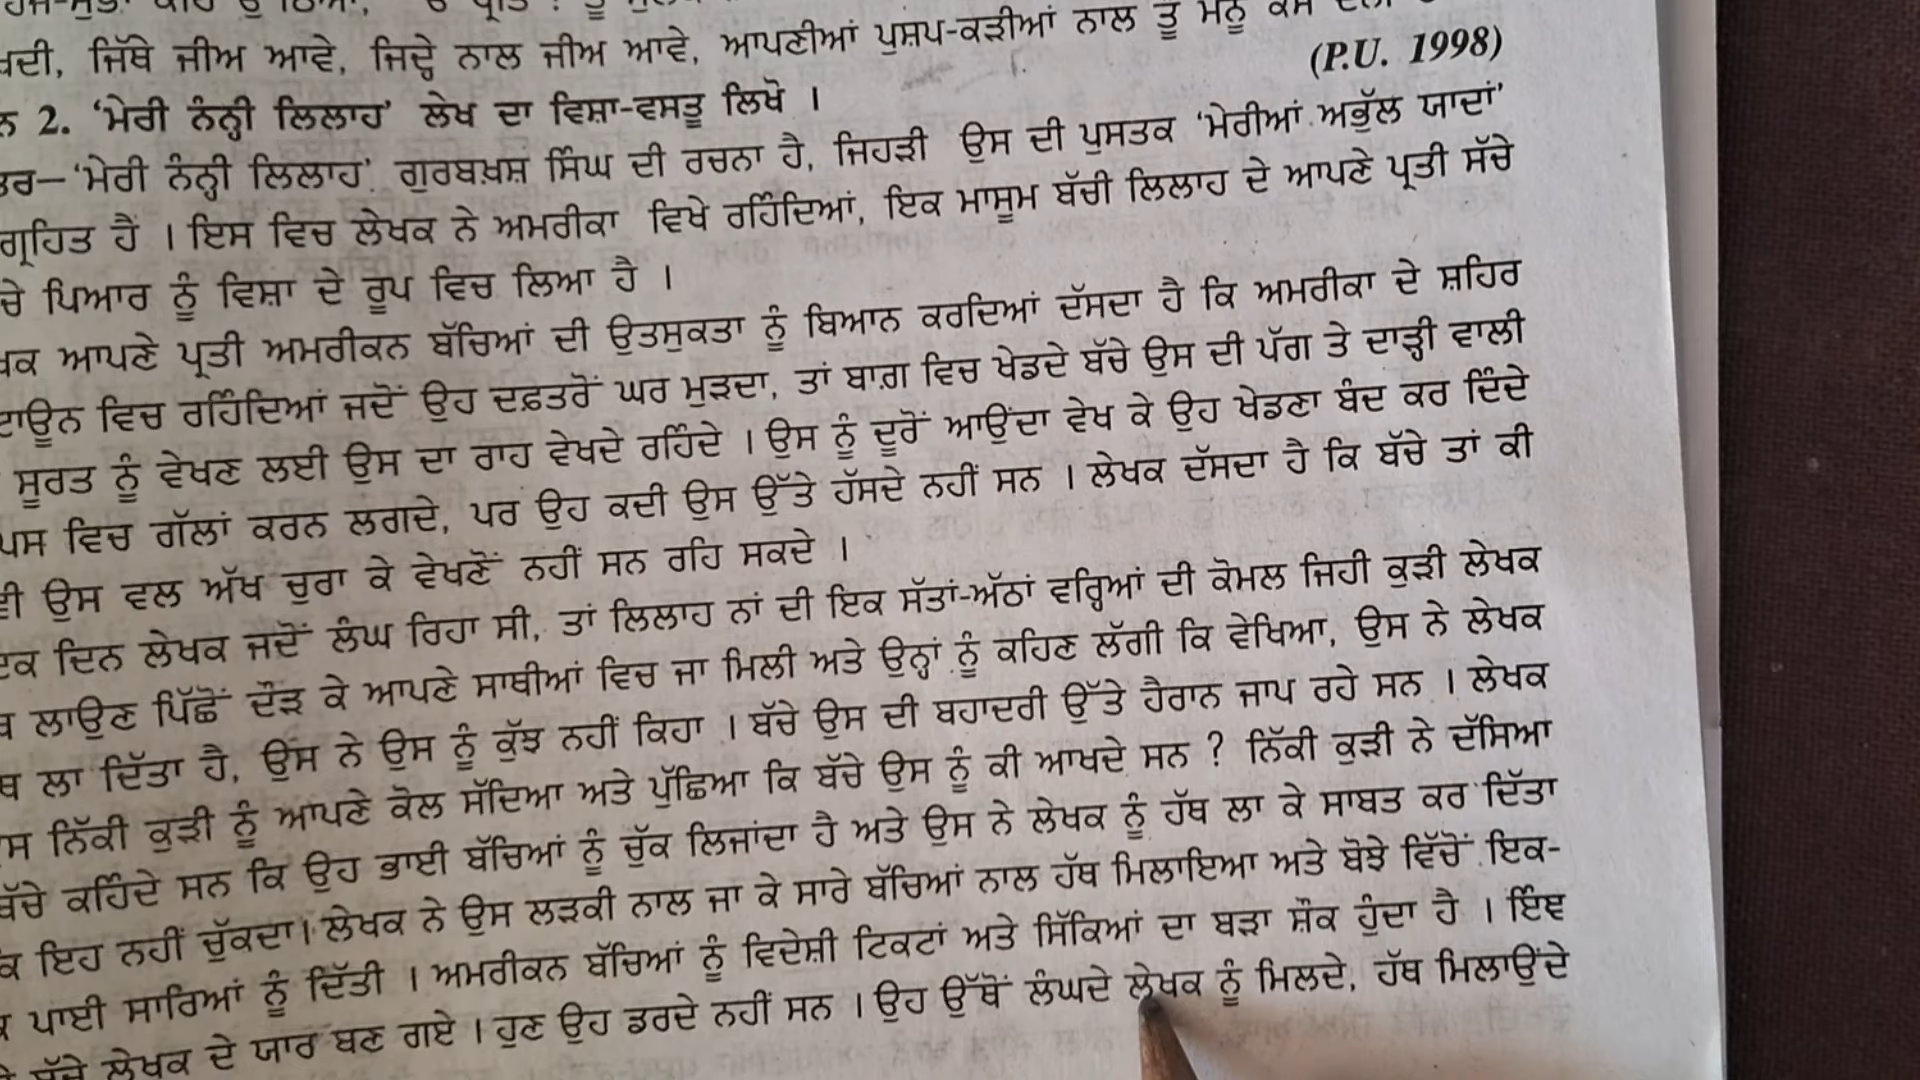 ਜਿੱਥੇ ਜੀਅ ਆਵੇ, ਜਿਦ੍ਹੇ ਨਾਲ ਜੀਅ ਆਵੇ, ਆਪਣੀਆਂ ਪੁਸ਼ਪ-ਕੜੀਆਂ ਨਾਲ ਤੂੰ ਮੈਨੂੰ
(P.U. 1998)
2. ‘ਮੇਰੀ ਨੰਨ੍ਹੀ ਲਿਲਾਹ’ ਲੇਖ ਦਾ ਵਿਸ਼ਾ-ਵਸਤੂ ਲਿਖੋ ।
–‘ਮੇਰੀ ਨੰਨ੍ਹੀ ਲਿਲਾਹ’ ਗੁਰਬਖ਼ਸ਼ ਸਿੰਘ ਦੀ ਰਚਨਾ ਹੈ, ਜਿਹੜੀ ਉਸ ਦੀ ਪੁਸਤਕ ‘ਮੇਰੀਆਂ ਅਭੁੱਲ ਯਾਦਾਂ’
ਗ੍ਰਹਿਤ ਹੈ । ਇਸ ਵਿਚ ਲੇਖਕ ਨੇ ਅਮਰੀਕਾ ਵਿਖੇ ਰਹਿੰਦਿਆਂ, ਇਕ ਮਾਸੂਮ ਬੱਚੀ ਲਿਲਾਹ ਦੇ ਆਪਣੇ ਪ੍ਰਤੀ ਸੱਚੇ
ਚੇ ਪਿਆਰ ਨੂੰ ਵਿਸ਼ਾ ਦੇ ਰੂਪ ਵਿਚ ਲਿਆ ਹੈ ।
ਆਪਣੇ ਪ੍ਰਤੀ ਅਮਰੀਕਨ ਬੱਚਿਆਂ ਦੀ ਉਤਸੁਕਤਾ ਨੂੰ ਬਿਆਨ ਕਰਦਿਆਂ ਦੱਸਦਾ ਹੈ ਕਿ ਅਮਰੀਕਾ ਦੇ ਸ਼ਹਿਰ
ਟਾਊਨ ਵਿਚ ਰਹਿੰਦਿਆਂ ਜਦੋਂ ਉਹ ਦਫ਼ਤਰੋਂ ਘਰ ਮੁੜਦਾ, ਤਾਂ ਬਾਗ਼ ਵਿਚ ਖੇਡਦੇ ਬੱਚੇ ਉਸ ਦੀ ਪੱਗ ਤੇ ਦਾੜ੍ਹੀ ਵਾਲੀ
ਸੂਰਤ ਨੂੰ ਵੇਖਣ ਲਈ ਉਸ ਦਾ ਰਾਹ ਵੇਖਦੇ ਰਹਿੰਦੇ । ਉਸ ਨੂੰ ਦੂਰੋਂ ਆਉਂਦਾ ਵੇਖ ਕੇ ਉਹ ਖੇਡਣਾ ਬੰਦ ਕਰ ਦਿੰਦੇ
ਪਸ ਵਿਚ ਗੱਲਾਂ ਕਰਨ ਲਗਦੇ, ਪਰ ਉਹ ਕਦੀ ਉਸ ਉੱਤੇ ਹੱਸਦੇ ਨਹੀਂ ਸਨ । ਲੇਖਕ ਦੱਸਦਾ ਹੈ ਕਿ ਬੱਚੇ ਤਾਂ ਕੀ
ਵੀ ਉਸ ਵਲ ਅੱਖ ਚੁਰਾ ਕੇ ਵੇਖਣੋਂ ਨਹੀਂ ਸਨ ਰਹਿ ਸਕਦੇ ।
ਦਿਨ ਲੇਖਕ ਜਦੋਂ ਲੰਘ ਰਿਹਾ ਸੀ, ਤਾਂ ਲਿਲਾਹ ਨਾਂ ਦੀ ਇਕ ਸੱਤਾਂ-ਅੱਠਾਂ ਵਰ੍ਹਿਆਂ ਦੀ ਕੋਮਲ ਜਿਹੀ ਕੁੜੀ ਲੇਖਕ
ਲਾਉਣ ਪਿੱਛੋਂ ਦੌੜ ਕੇ ਆਪਣੇ ਸਾਥੀਆਂ ਵਿਚ ਜਾ ਮਿਲੀ ਅਤੇ ਉਨ੍ਹਾਂ ਨੂੰ ਕਹਿਣ ਲੱਗੀ ਕਿ ਵੇਖਿਆ, ਉਸ ਨੇ ਲੇਖਕ
ਥ ਲਾ ਦਿੱਤਾ ਹੈ, ਉਸ ਨੇ ਉਸ ਨੂੰ ਕੁੱਝ ਨਹੀਂ ਕਿਹਾ । ਬੱਚੇ ਉਸ ਦੀ ਬਹਾਦਰੀ ਉੱਤੇ ਹੈਰਾਨ ਜਾਪ ਰਹੇ ਸਨ । ਲੇਖਕ
ਸ ਨਿੱਕੀ ਕੁੜੀ ਨੂੰ ਆਪਣੇ ਕੋਲ ਸੱਦਿਆ ਅਤੇ ਪੁੱਛਿਆ ਕਿ ਬੱਚੇ ਉਸ ਨੂੰ ਕੀ ਆਖਦੇ ਸਨ ? ਨਿੱਕੀ ਕੁੜੀ ਨੇ ਦੱਸਿਆ
ਬੱਚੇ ਕਹਿੰਦੇ ਸਨ ਕਿ ਉਹ ਭਾਈ ਬੱਚਿਆਂ ਨੂੰ ਚੁੱਕ ਲਿਜਾਂਦਾ ਹੈ ਅਤੇ ਉਸ ਨੇ ਲੇਖਕ ਨੂੰ ਹੱਥ ਲਾ ਕੇ ਸਾਬਤ ਕਰ ਦਿੱਤਾ
ਇਹ ਨਹੀਂ ਚੁੱਕਦਾ। ਲੇਖਕ ਨੇ ਉਸ ਲੜਕੀ ਨਾਲ ਜਾ ਕੇ ਸਾਰੇ ਬੱਚਿਆਂ ਨਾਲ ਹੱਥ ਮਿਲਾਇਆ ਅਤੇ ਬੋਝੇ ਵਿੱਚੋਂ ਇਕ-
ਪਾਈ ਸਾਰਿਆਂ ਨੂੰ ਦਿੱਤੀ । ਅਮਰੀਕਨ ਬੱਚਿਆਂ ਨੂੰ ਵਿਦੇਸ਼ੀ ਟਿਕਟਾਂ ਅਤੇ ਸਿੱਕਿਆਂ ਦਾ ਬੜਾ ਸ਼ੌਕ ਹੁੰਦਾ ਹੈ । ਇੰਞ
ਲੇਖਕ ਦੇ ਯਾਰ ਬਣ ਗਏ । ਹੁਣ ਉਹ ਡਰਦੇ ਨਹੀਂ ਸਨ । ਉਹ ਉੱਥੋਂ ਲੰਘਦੇ ਲੇਖਕ ਨੂੰ ਮਿਲਦੇ, ਹੱਥ ਮਿਲਾਉਂਦੇ